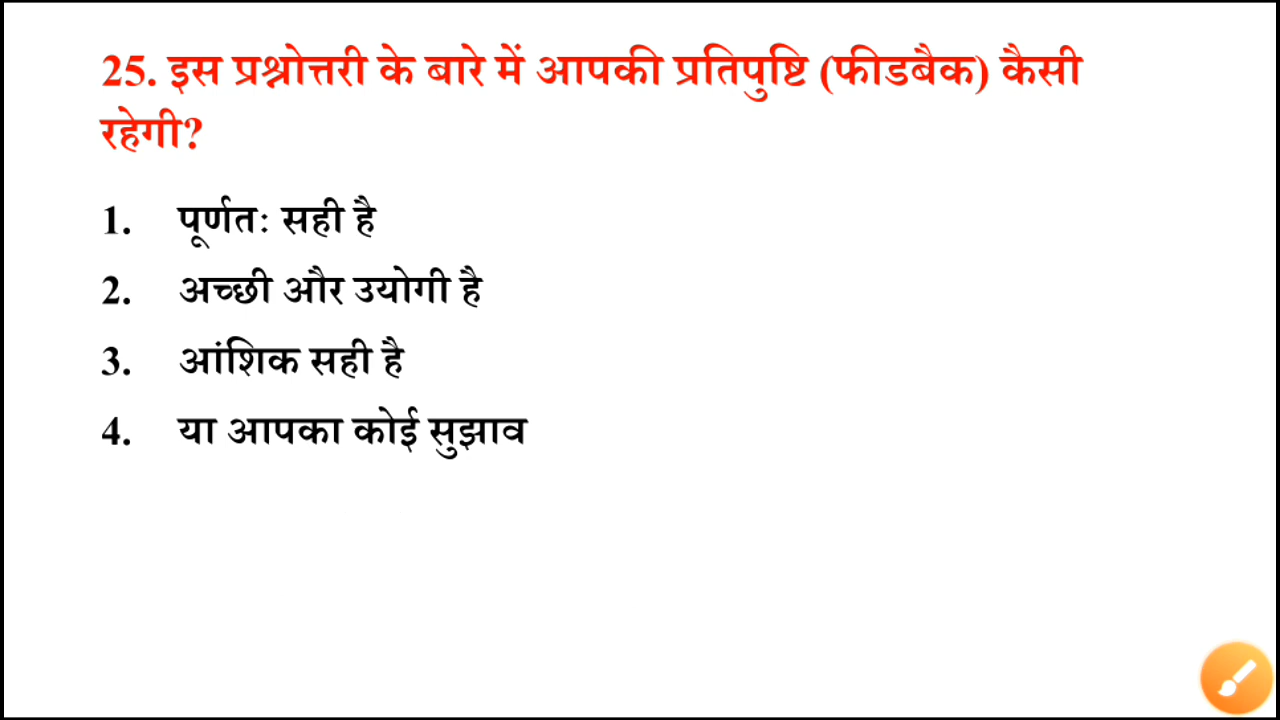 25. इस प्रश्नोत्तरी के बारे में आपकी प्रतिपुष्टि (फीडबैक) कैसी
रहेगी?
1. पूर्णतः सही है
2. अच्छी और उयोगी है
3. आंशिक सही है
4. या आपका कोई सुझाव